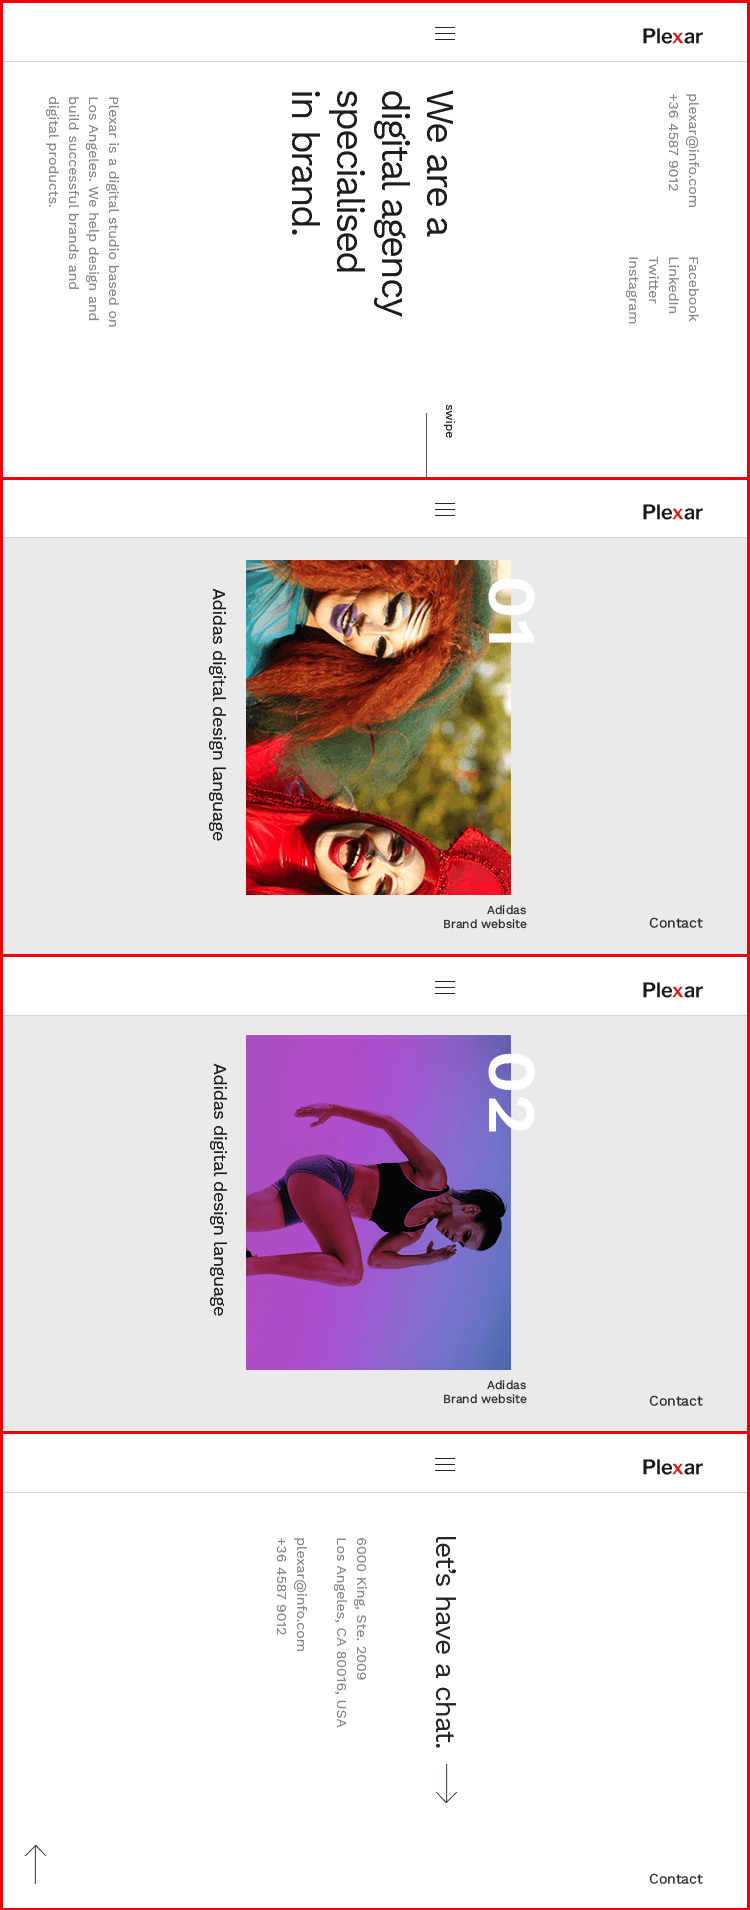 Plexar
plexar@info.com
+36 4587 9012
Facebook
LinkedIn
Twitter
Instagram
We are a
digital agency
specialised
in brand.
Plexar is a digital studio based on
Los Angeles. We help design and
build successful brands and
digital products.
swipe
Plexar
01
Adidas digital design language
Adidas
Brand website
Contact
Plexar
02
Adidas digital design language
Adidas
Brand website
Contact
Plexar
let’s have a chat.
6000 King, Ste. 2009
Los Angeles, CA 80016, USA
plexar@info.com
+36 4587 9012
Contact